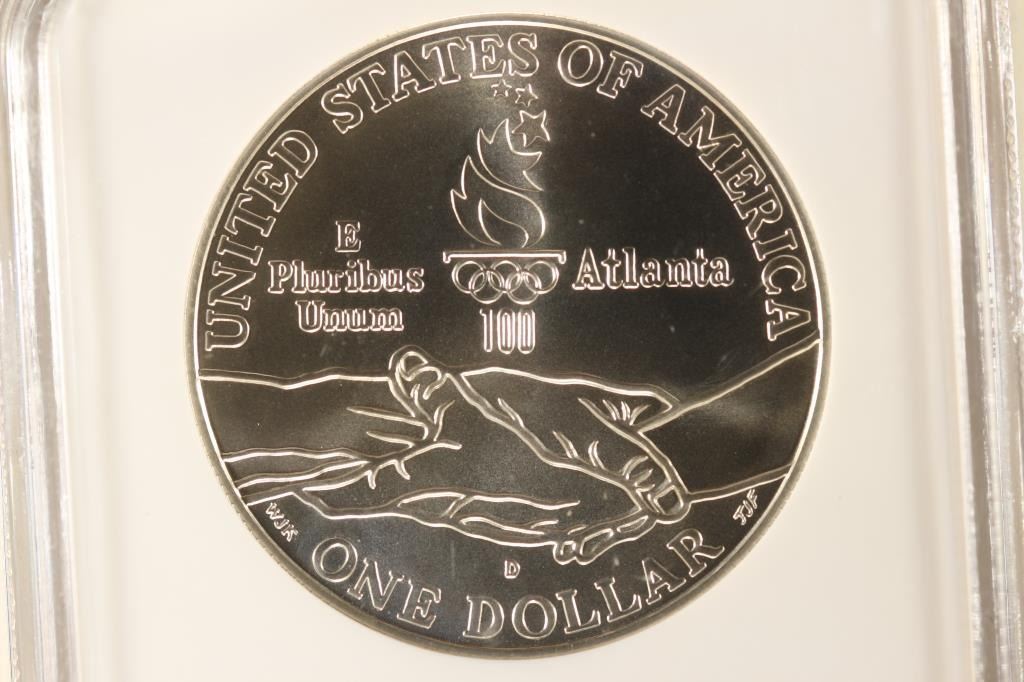 UNITED STATES OF AMERICA
E
Pluribus
Unum
Atlanta
100
WJK
TJF
D
ONE DOLLAR